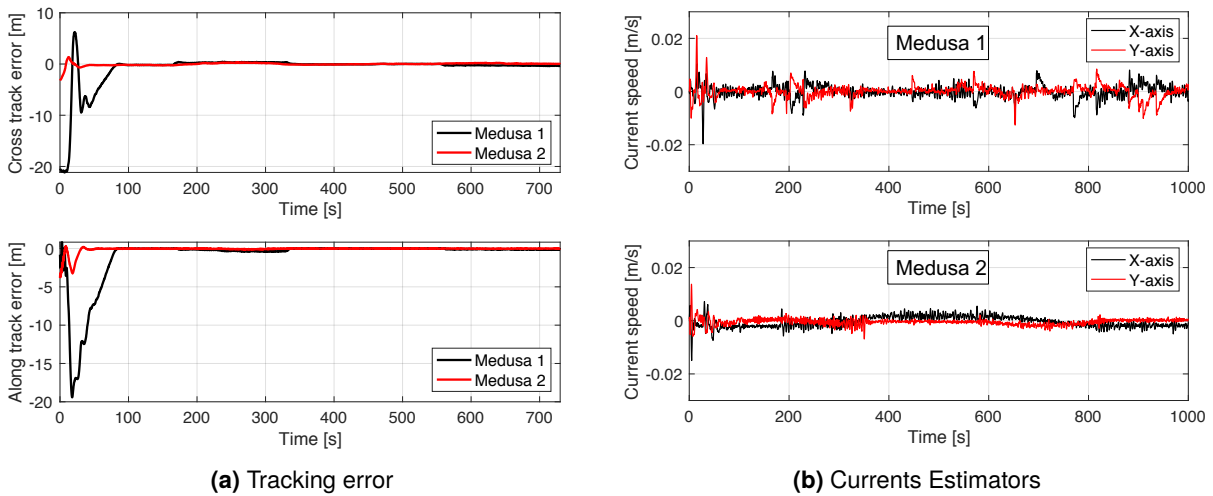 Cross track error [m]
10
0
-10
-20
Medusa 1
Medusa 2
0 100 200 300 400 500 600 700
Time [s]
Along track error [m]
0
-5
-10
-15
-20
Medusa 1
Medusa 2
0 100 200 300 400 500 600 700
Time [s]
(a) Tracking error
Current speed [m/s]
0.02
0
-0.02
Medusa 1
X-axis
Y-axis
0 200 400 600 800 1000
Time [s]
Current speed [m/s]
0.02
0
-0.02
Medusa 2
X-axis
Y-axis
0 200 400 600 800 1000
Time [s]
(b) Currents Estimators